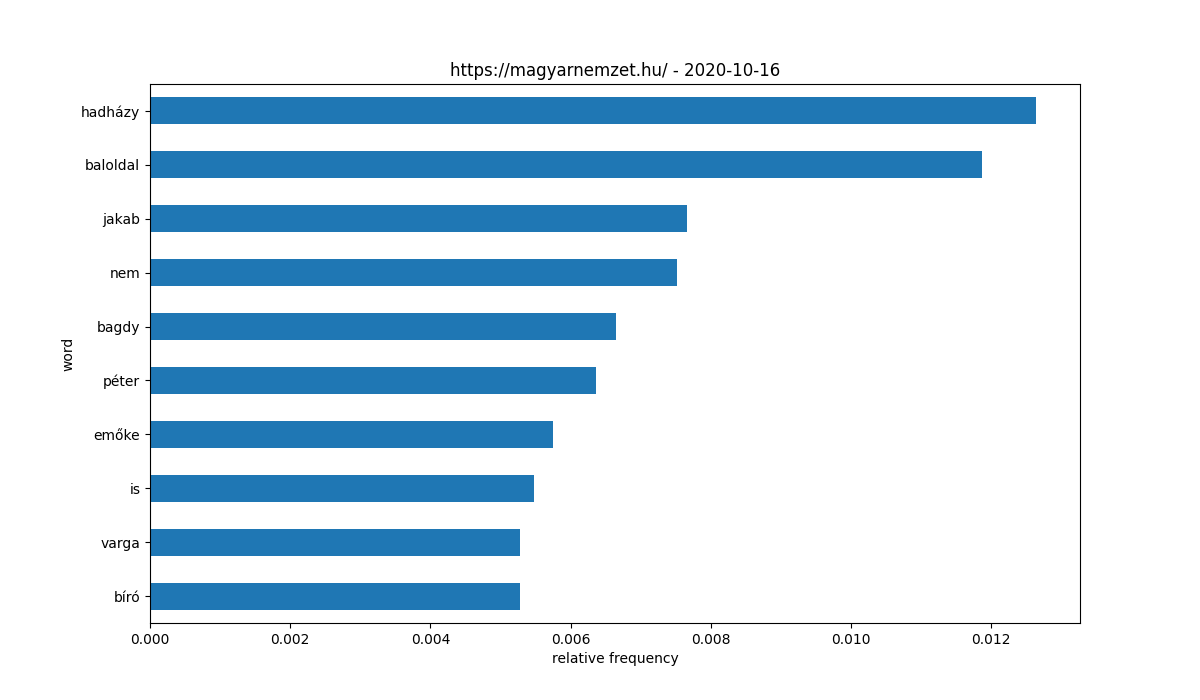 https://magyarnemzet.hu/ - 2020-10-16
word
hadházy
baloldal
jakab
nem
bagdy
péter
emőke
is
varga
bíró
0.000 0.002 0.004 0.006 0.008 0.010 0.012
relative frequency